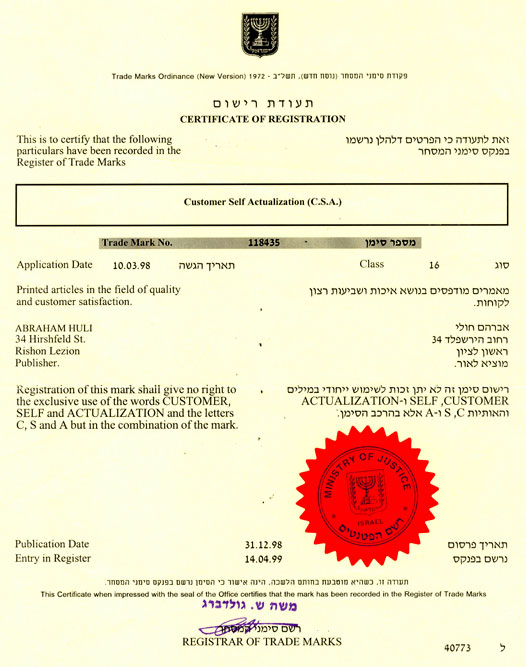 Trade Marks Ordinance (New Version) 1972 - פקודת סימני המסחר (נוסח חדש), תשל"ב
תעודת רישום
CERTIFICATE OF REGISTRATION
This is to certify that the following
particulars have been recorded in the
Register of Trade Marks
זאת לתעודה כי הפרטים דלהלן נרשמו
בפנקס סימני המסחר
Customer Self Actualization (C.S.A.)
Trade Mark No. 118435 מספר סימן
Application Date 10.03.98 תאריך הגשה Class 16 סוג
Printed articles in the field of quality
and customer satisfaction.
מאמרים מודפסים בנושא איכות ושביעות רצון
לקוחות.
ABRAHAM HULI
34 Hirshfeld St.
Rishon Lezion
Publisher.
אברהם חולי
רחוב הירשפלד 34
ראשון לציון
מוציא לאור.
Registration of this mark shall give no right to
the exclusive use of the words CUSTOMER,
SELF and ACTUALIZATION and the letters
C, S and A but in the combination of the mark.
רישום סימן זה לא יתן זכות לשימוש ייחודי במילים
CUSTOMER, SELF ו-ACTUALIZATION
והאותיות C, S ו-A אלא בהרכב הסימן.
MINISTRY OF JUSTICE
ISRAEL
רשם הפטנטים
Publication Date 31.12.98 תאריך פרסום
Entry in Register 14.04.99 נרשם בפנקס
תעודה זו, כשהיא מוטבעת בחותם הלשכה, הינה אישור כי הסימן נרשם בפנקס סימני המסחר.
This Certificate when impressed with the seal of the Office certifies that the mark has been recorded in the Register of Trade Marks
משה ש. גולדברג
רשם סימני המסחר
REGISTRAR OF TRADE MARKS
40773 ל